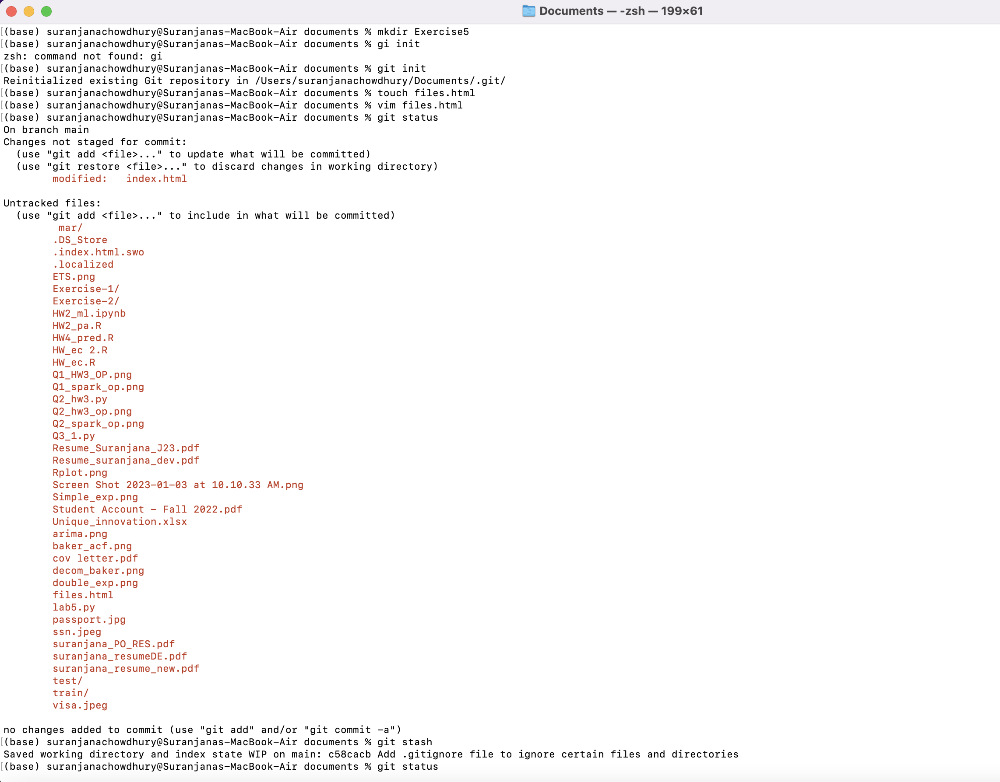 Documents — -zsh — 199×61
(base) suranjanachowdhury@Suranjanas-MacBook-Air documents % mkdir Exercise5
(base) suranjanachowdhury@Suranjanas-MacBook-Air documents % gi init
zsh: command not found: gi
(base) suranjanachowdhury@Suranjanas-MacBook-Air documents % git init
Reinitialized existing Git repository in /Users/suranjanachowdhury/Documents/.git/
(base) suranjanachowdhury@Suranjanas-MacBook-Air documents % touch files.html
(base) suranjanachowdhury@Suranjanas-MacBook-Air documents % vim files.html
(base) suranjanachowdhury@Suranjanas-MacBook-Air documents % git status
On branch main
Changes not staged for commit:
  (use "git add <file>..." to update what will be committed)
  (use "git restore <file>..." to discard changes in working directory)
        modified:   index.html

Untracked files:
  (use "git add <file>..." to include in what will be committed)
         mar/
        .DS_Store
        .index.html.swo
        .localized
        ETS.png
        Exercise-1/
        Exercise-2/
        HW2_ml.ipynb
        HW2_pa.R
        HW4_pred.R
        HW_ec 2.R
        HW_ec.R
        Q1_HW3_OP.png
        Q1_spark_op.png
        Q2_hw3.py
        Q2_hw3_op.png
        Q2_spark_op.png
        Q3_1.py
        Resume_Suranjana_J23.pdf
        Resume_suranjana_dev.pdf
        Rplot.png
        Screen Shot 2023-01-03 at 10.10.33 AM.png
        Simple_exp.png
        Student Account - Fall 2022.pdf
        Unique_innovation.xlsx
        arima.png
        baker_acf.png
        cov letter.pdf
        decom_baker.png
        double_exp.png
        files.html
        lab5.py
        passport.jpg
        ssn.jpeg
        suranjana_PO_RES.pdf
        suranjana_resumeDE.pdf
        suranjana_resume_new.pdf
        test/
        train/
        visa.jpeg

no changes added to commit (use "git add" and/or "git commit -a")
(base) suranjanachowdhury@Suranjanas-MacBook-Air documents % git stash
Saved working directory and index state WIP on main: c58cacb Add .gitignore file to ignore certain files and directories
(base) suranjanachowdhury@Suranjanas-MacBook-Air documents % git status